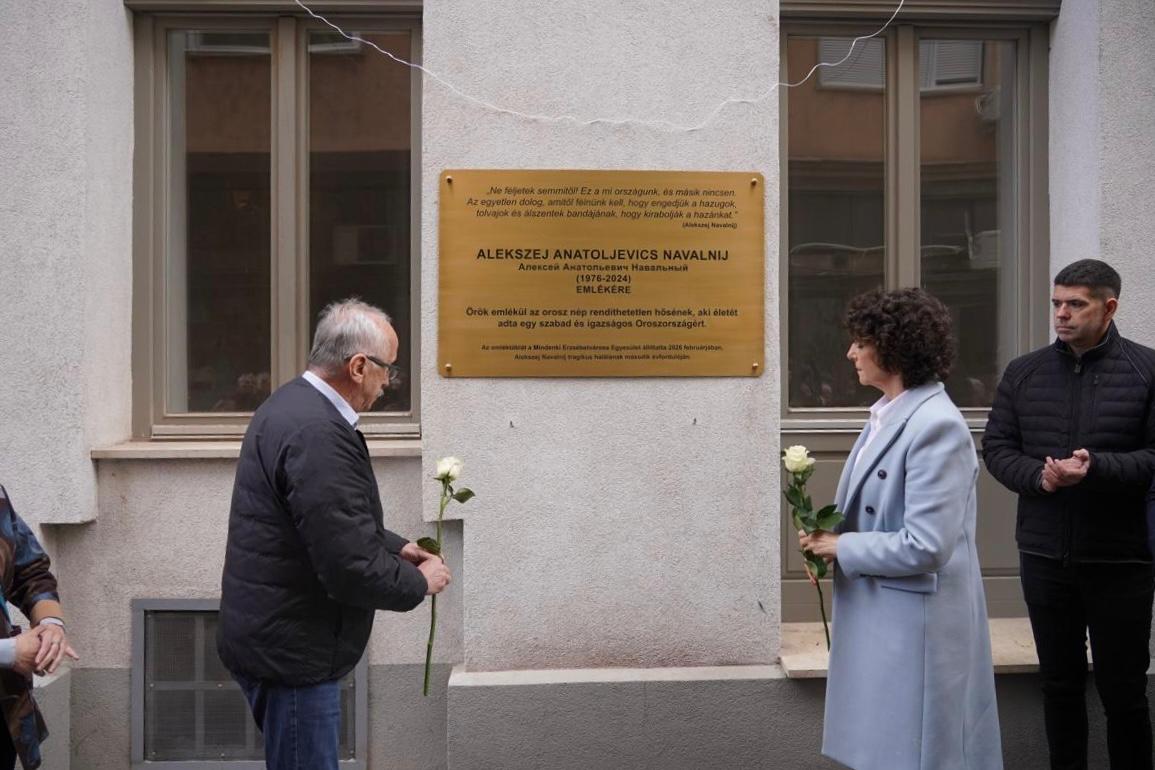 „Ne féljetek semmitől! Ez a mi országunk, és másik nincsen.
Az egyetlen dolog, amitől félnünk kell, hogy engedjük a hazugok,
tolvajok és álszentek bandájának, hogy kirabolják a hazánkat.”
(Alekszej Navalnij)
ALEKSZEJ ANATOLJEVICS NAVALNIJ
Алексей Анатольевич Навальный
(1976-2024)
EMLÉKÉRE
Örök emlékül az orosz nép rendíthetetlen hősének, aki életét
adta egy szabad és igazságos Oroszországért.
Az emléktáblát a Mindenki Erzsébetvárosa Egyesület állíttatta 2026 februárjában,
Alekszej Navalnij tragikus halálának második évfordulóján.